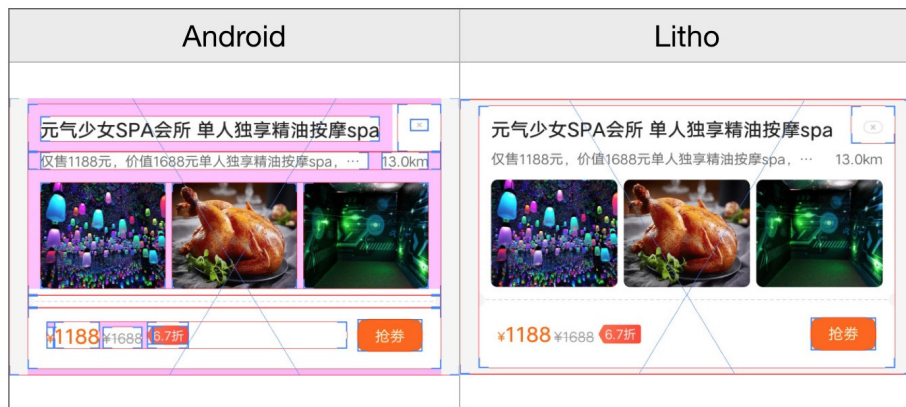 Android
Litho
元气少女SPA会所 单人独享精油按摩spa
×
仅售1188元，价值1688元单人独享精油按摩spa，… 13.0km
¥1188 ¥1688 6.7折 抢券
元气少女SPA会所 单人独享精油按摩spa
×
仅售1188元，价值1688元单人独享精油按摩spa，… 13.0km
¥1188 ¥1688 6.7折 抢券